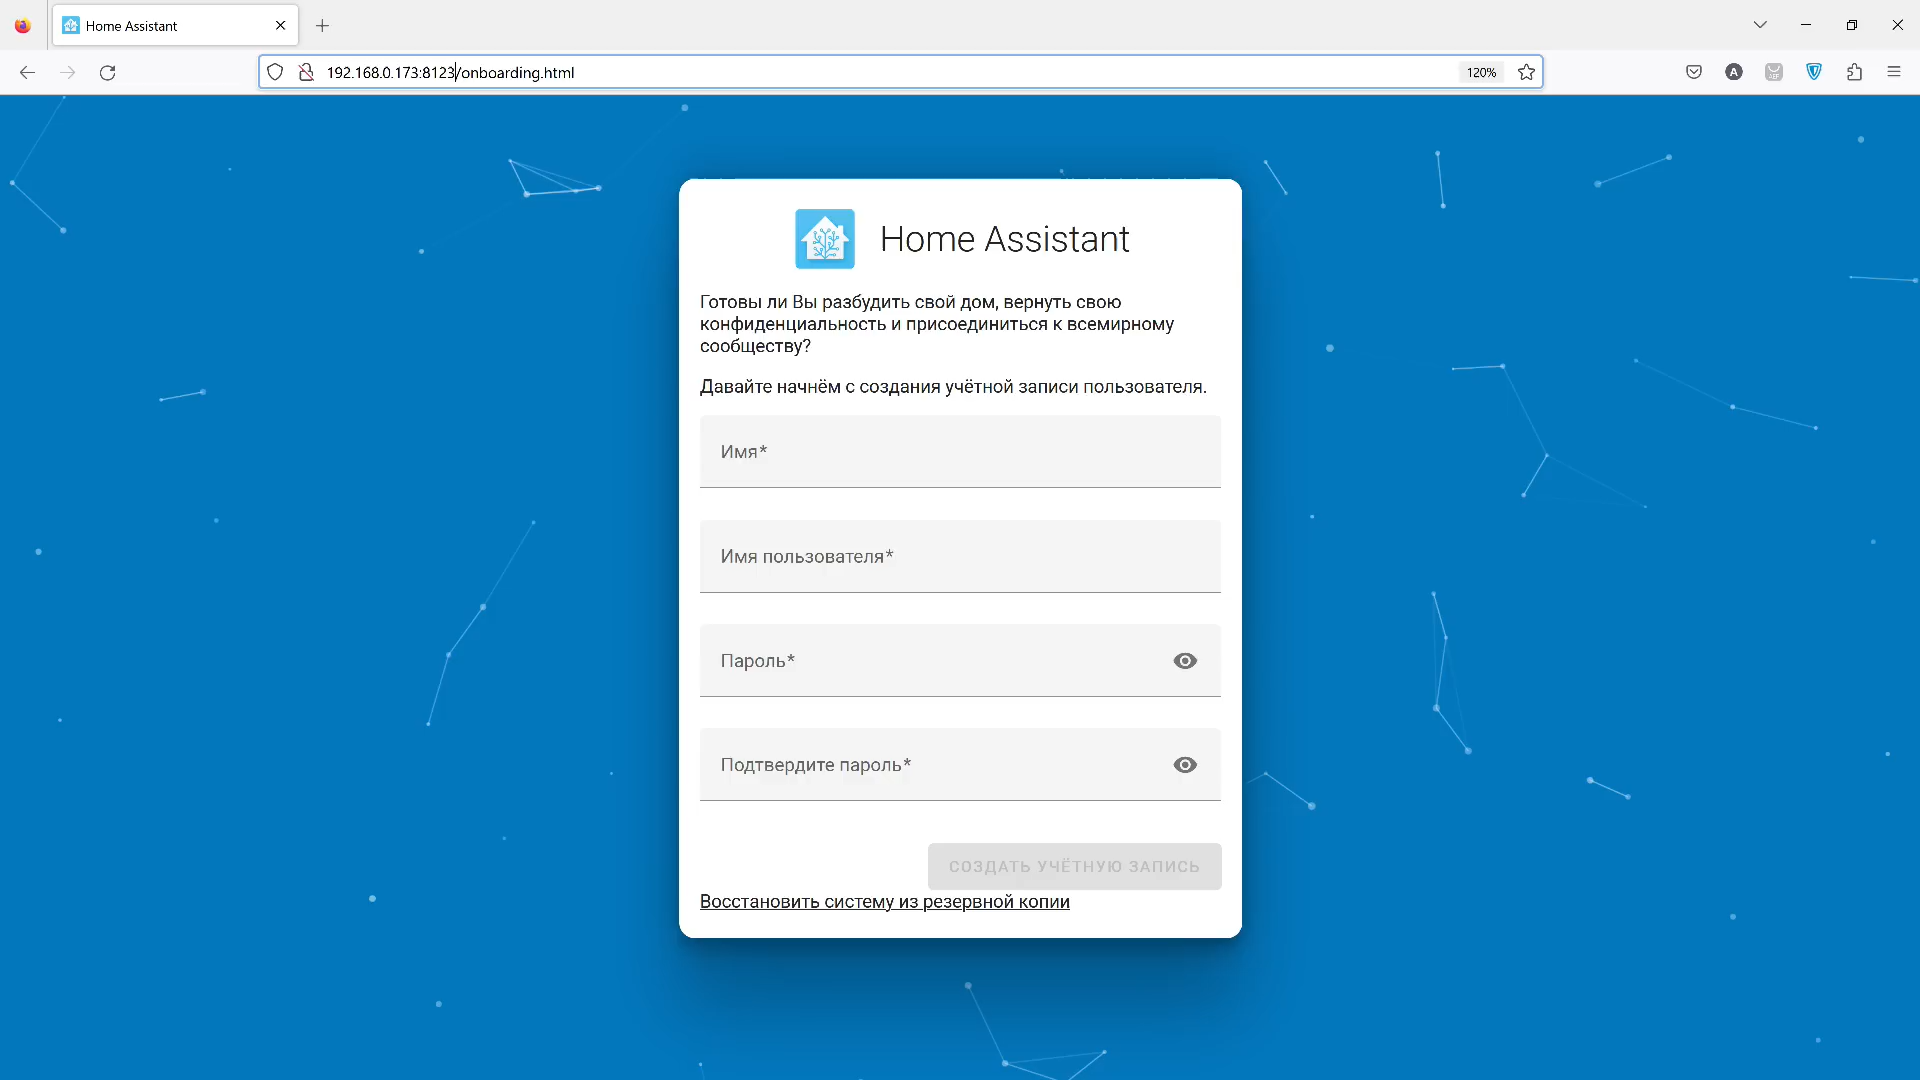 Home Assistant
192.168.0.173:8123/onboarding.html
120%
Home Assistant
Готовы ли Вы разбудить свой дом, вернуть свою
конфиденциальность и присоединиться к всемирному
сообществу?
Давайте начнём с создания учётной записи пользователя.
Имя*
Имя пользователя*
Пароль*
Подтвердите пароль*
СОЗДАТЬ УЧЁТНУЮ ЗАПИСЬ
Восстановить систему из резервной копии